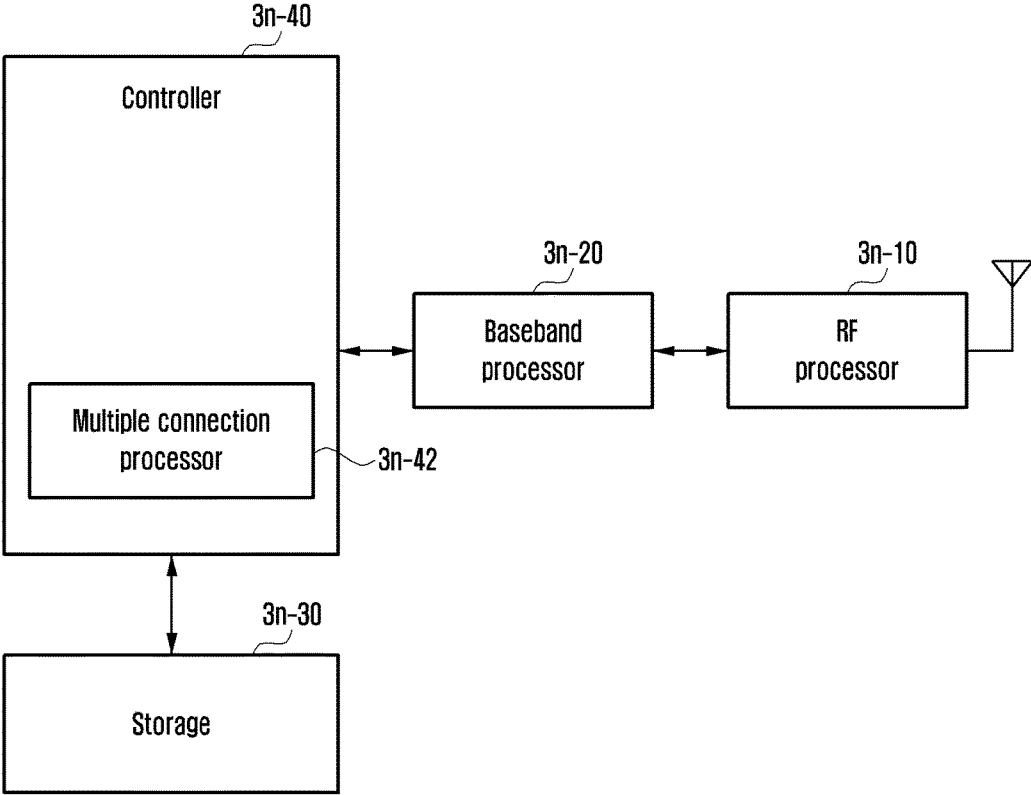 3n-40
Controller
3n-20
3n-10
Baseband
processor
RF
processor
Multiple connection
processor
3n-42
3n-30
Storage